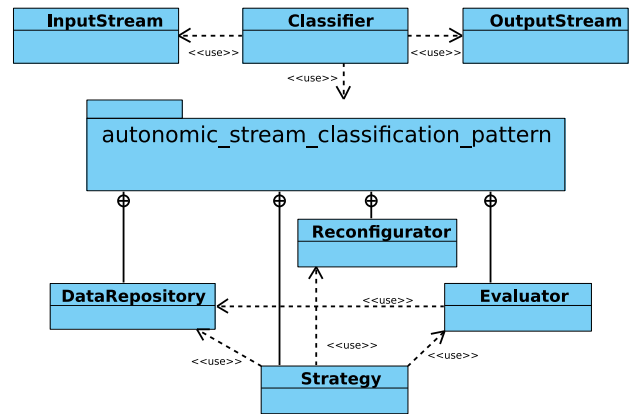 InputStream
Classifier
OutputStream
<<use>>
<<use>>
<<use>>
autonomic_stream_classification_pattern
Reconfigurator
DataRepository
Evaluator
<<use>>
<<use>>
<<use>>
<<use>>
Strategy